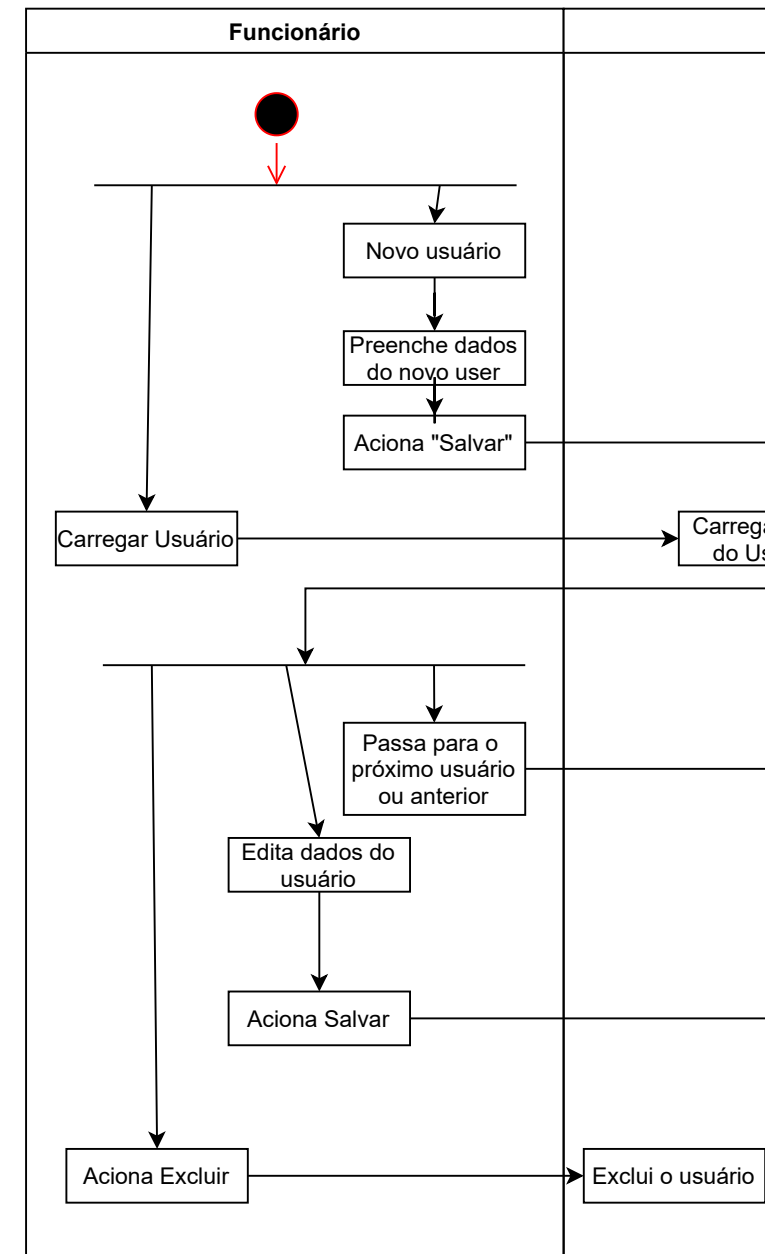 Funcionário
Novo usuário
Preenche dados
do novo user
Aciona "Salvar"
Carregar Usuário
do
Passa para o
próximo usuário
ou anterior
Edita dados do
usuário
Aciona Salvar
Aciona Excluir
Exclui o usuário